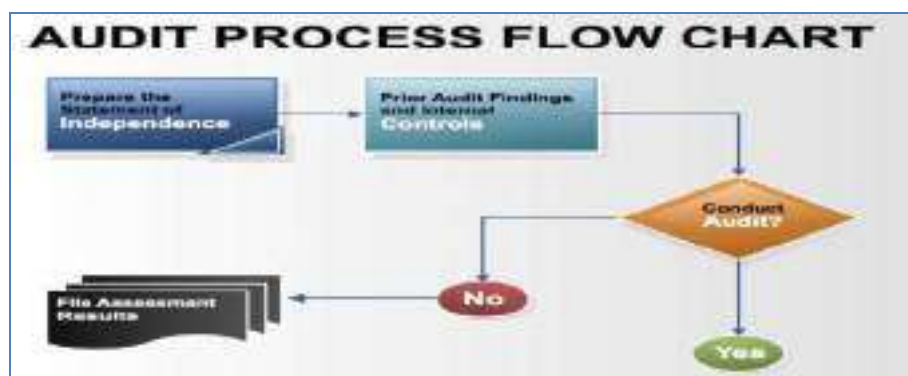 AUDIT PROCESS FLOW CHART
Prepare the
Statement of
Independence
Prior Audit Findings
and Internal
Controls
Conduct
Audit?
No
File Assessment
Results
Yes